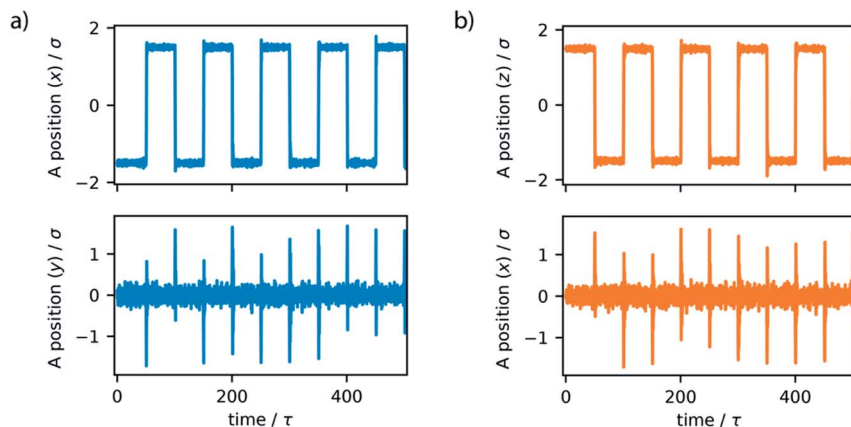 a)
A position (x) / σ
2
0
−2
A position (y) / σ
1
0
−1
0
200
400
time / τ
b)
A position (z) / σ
2
0
−2
A position (x) / σ
1
0
−1
0
200
400
time / τ